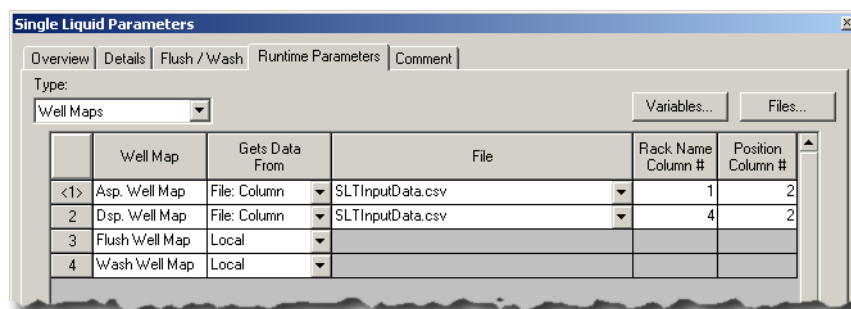 Single Liquid Parameters
Overview Details Flush / Wash Runtime Parameters Comment
Type:
Well Maps Variables... Files...
Well Map Gets Data From File Rack Name Column # Position Column #
<1> Asp. Well Map File: Column SLTInputData.csv 1 2
2 Dsp. Well Map File: Column SLTInputData.csv 4 2
3 Flush Well Map Local
4 Wash Well Map Local